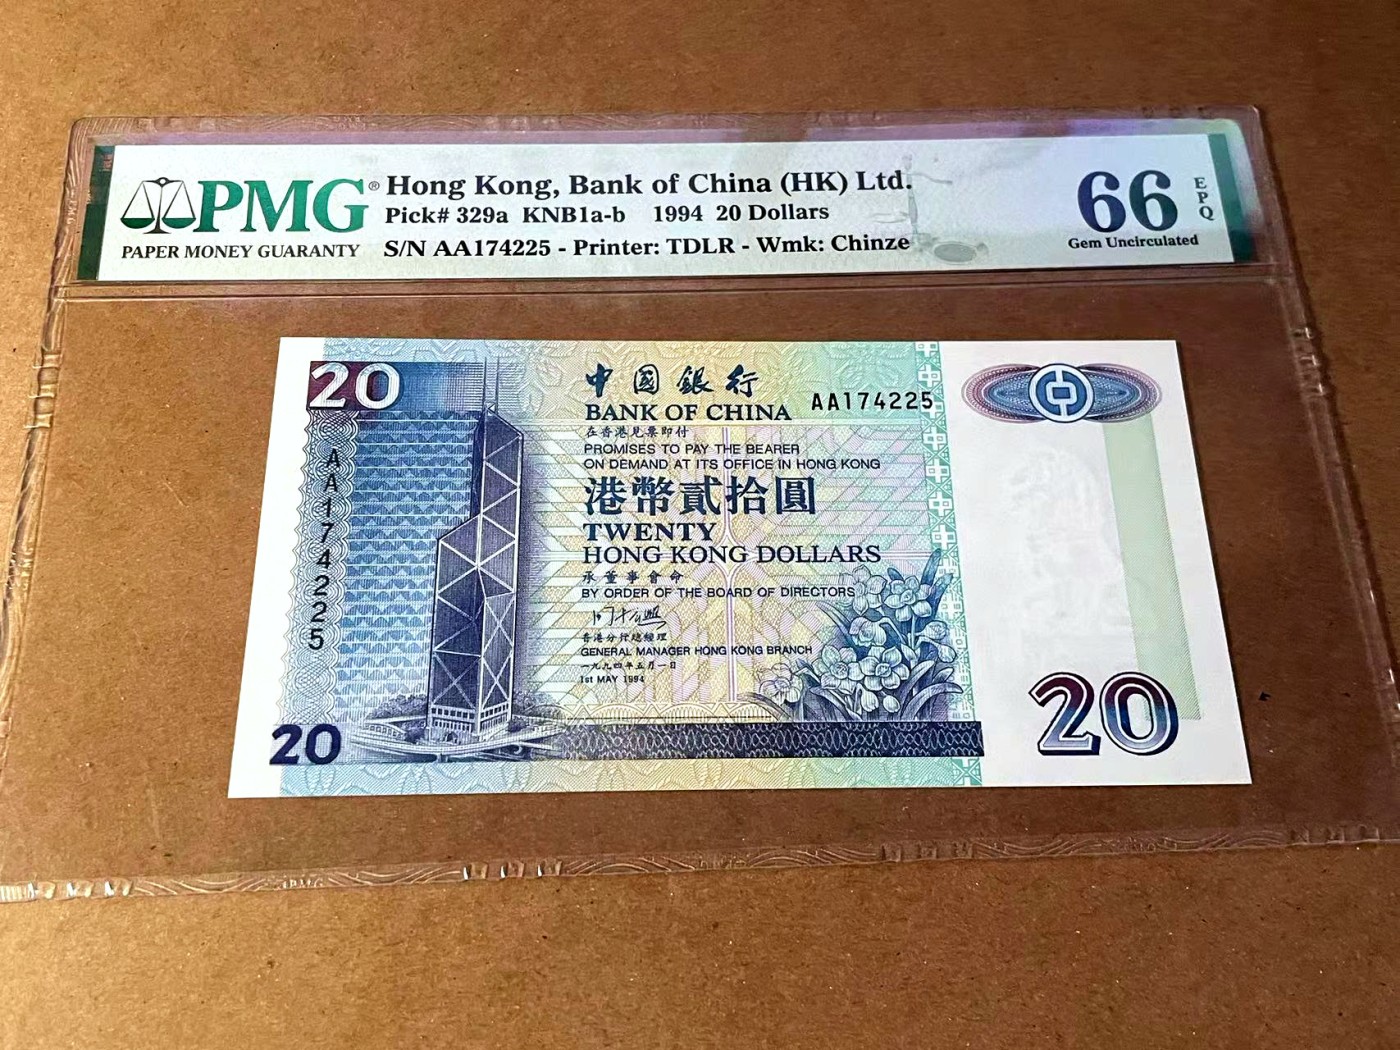 PMG®
PAPER MONEY GUARANTY
Hong Kong, Bank of China (HK) Ltd.
Pick# 329a KNB1a-b 1994 20 Dollars
S/N AA174225 - Printer: TDLR - Wmk: Chinze
66
EPQ
Gem Uncirculated
20
中國銀行
BANK OF CHINA
AA174225
在香港見票即付
PROMISES TO PAY THE BEARER
ON DEMAND AT ITS OFFICE IN HONG KONG
港幣貳拾圓
TWENTY
HONG KONG DOLLARS
承董事會命
BY ORDER OF THE BOARD OF DIRECTORS
香港分行總經理
GENERAL MANAGER HONG KONG BRANCH
一九九四年五月一日
1st MAY 1994
AA174225
20
20
PMG